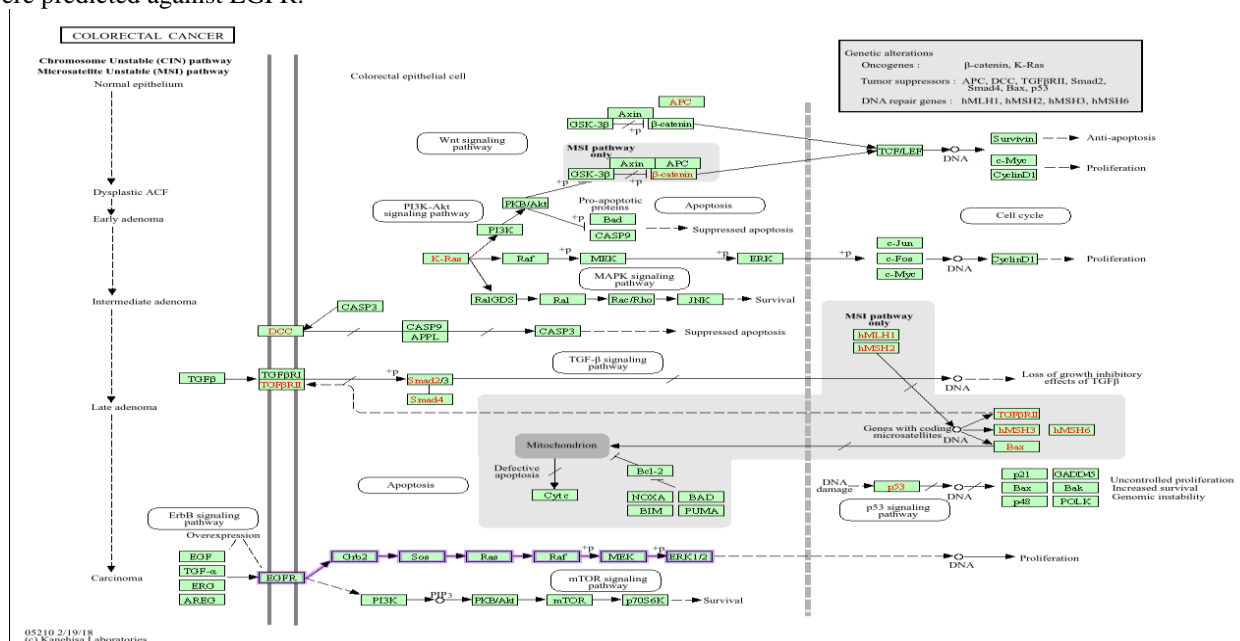 were predicted against EGFR.
COLORECTAL CANCER
Chromosome Unstable (CIN) pathway
Microsatelite Unstable (MSI) pathway
Normal epithelium
Dysplastic ACF
Early adenoma
Intermediate adenoma
Late adenoma
Carcinoma
Colorectal epithelial cell
Genetic alterations
Oncogenes : β-catenin, K-Ras
Tumor suppressors : APC, DCC, TGFβRII, Smad2,
Smad4, Bax, p53
DNA repair genes : hMLH1, hMSH2, hMSH3, hMSH6
APC
Axin
GSK-3β
β-catenin
+p
Wnt signaling
pathway
MSI pathway
only
Axin
APC
GSK-3β
β-catenin
+p
TCF/LEF
DNA
Survivin
Anti-apoptosis
c-Myc
CyclinD1
Proliferation
+p
PKB/Akt
PI3K-Akt
signaling pathway
PI3K
Pro-apoptotic
proteins
+p
Bad
CASP9
Suppressed apoptosis
Apoptosis
Cell cycle
K-Ras
Raf
+p
MEK
+p
ERK
+p
c-Jun
c-Fos
c-Myc
DNA
CyclinD1
Proliferation
MAPK signaling
pathway
RalGDS
Ral
Rac/Rho
JNK
Survival
CASP3
DCC
CASP9
APPL
CASP3
Suppressed apoptosis
MSI pathway
only
hMLH1
hMSH2
TGF-β signaling
pathway
TGFβ
TGFβRI
TGFβRII
+p
Smad2/3
Smad4
DNA
Loss of growth inhibitory
effects of TGFβ
Genes with coding
microsatellites
DNA
TGFβRII
hMSH3
hMSH6
Bax
Mitochondrion
Defective
apoptosis
Bcl-2
Cytc
NOXA
BAD
BIM
PUMA
Apoptosis
DNA
damage
p53
DNA
p21
GADD45
Bax
Bak
p48
POLK
Uncontrolled proliferation
Increased survival
Genomic instability
p53 signaling
pathway
ErbB signaling
pathway
Overexpression
EGF
TGF-α
ERG
AREG
EGFR
Grb2
Sos
Ras
Raf
+p
MEK
+p
ERK1/2
DNA
Proliferation
mTOR signaling
pathway
PI3K
PIP3
PKB/Akt
mTOR
p70S6K
Survival
05210 2/19/18
(c) Kanehisa Laboratories